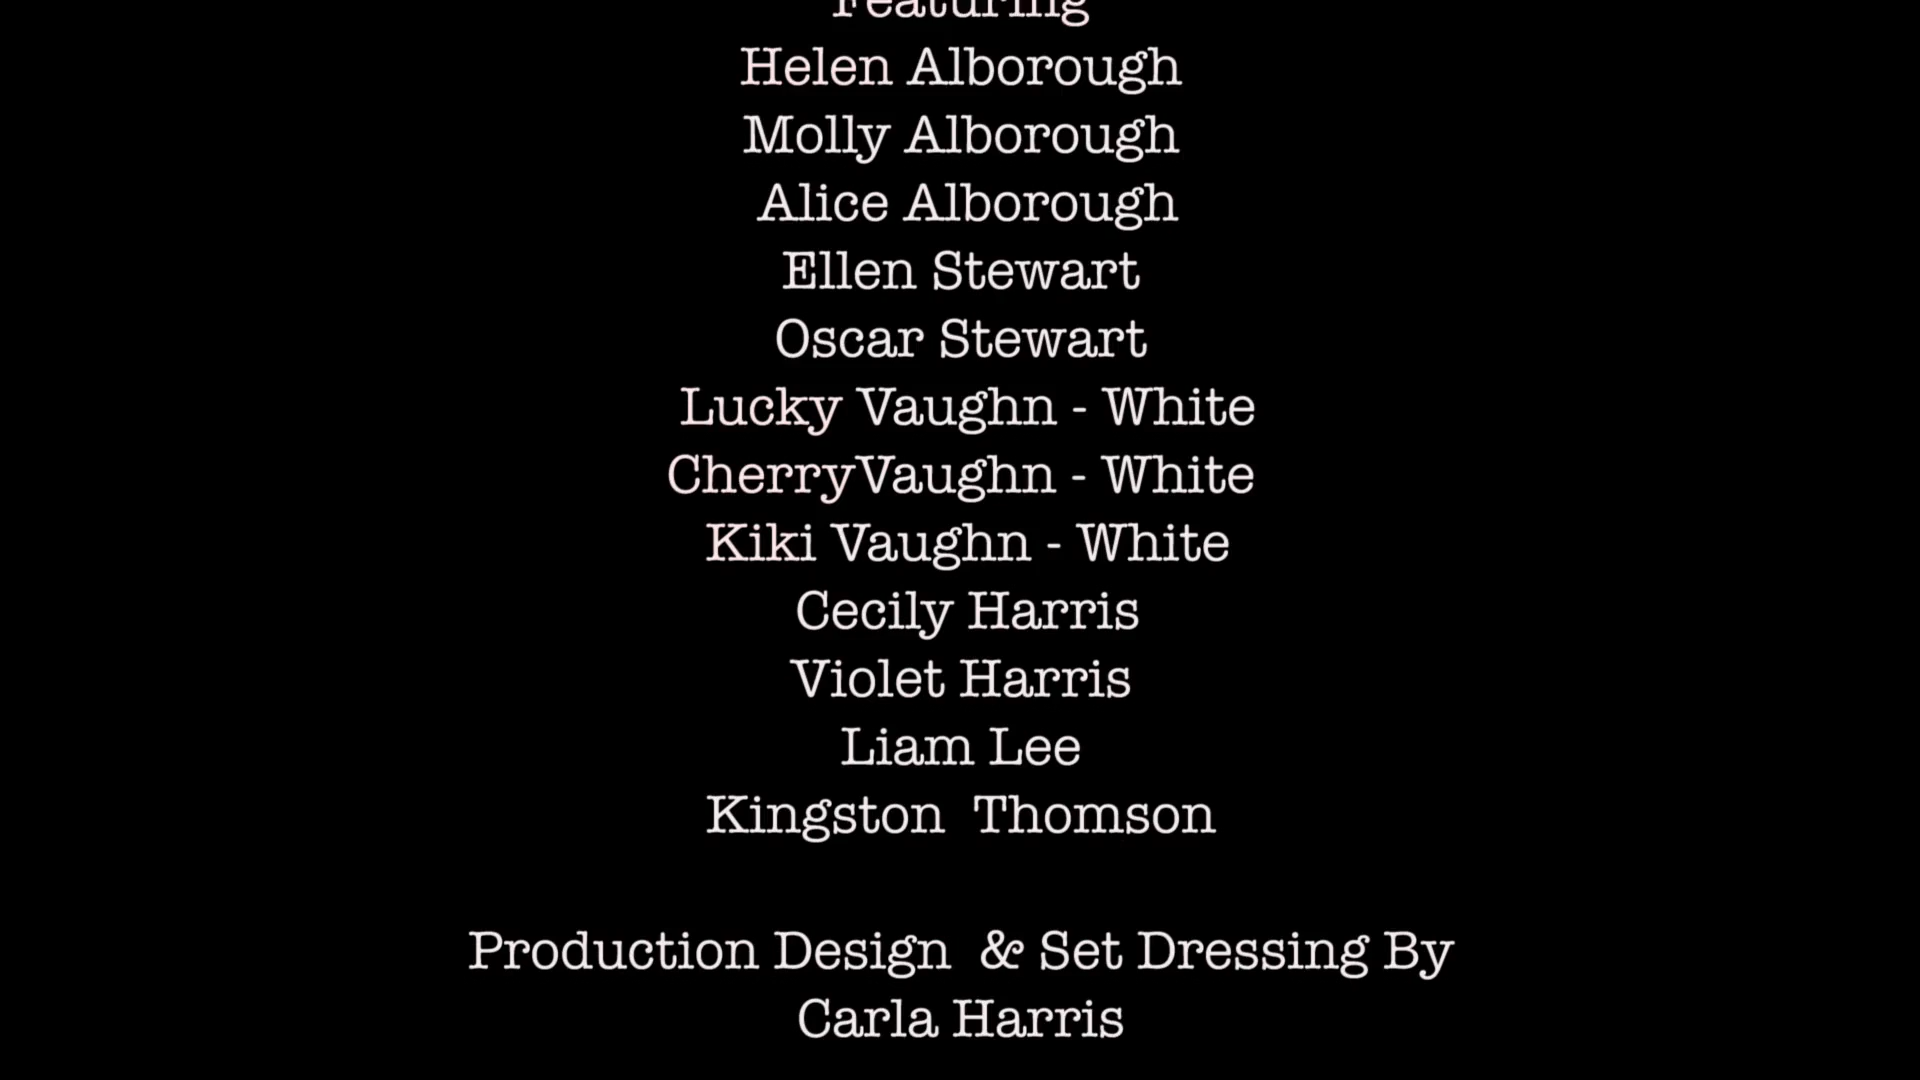 Featuring
Helen Alborough
Molly Alborough
Alice Alborough
Ellen Stewart
Oscar Stewart
Lucky Vaughn - White
CherryVaughn - White
Kiki Vaughn - White
Cecily Harris
Violet Harris
Liam Lee
Kingston  Thomson
Production Design  & Set Dressing By
Carla Harris